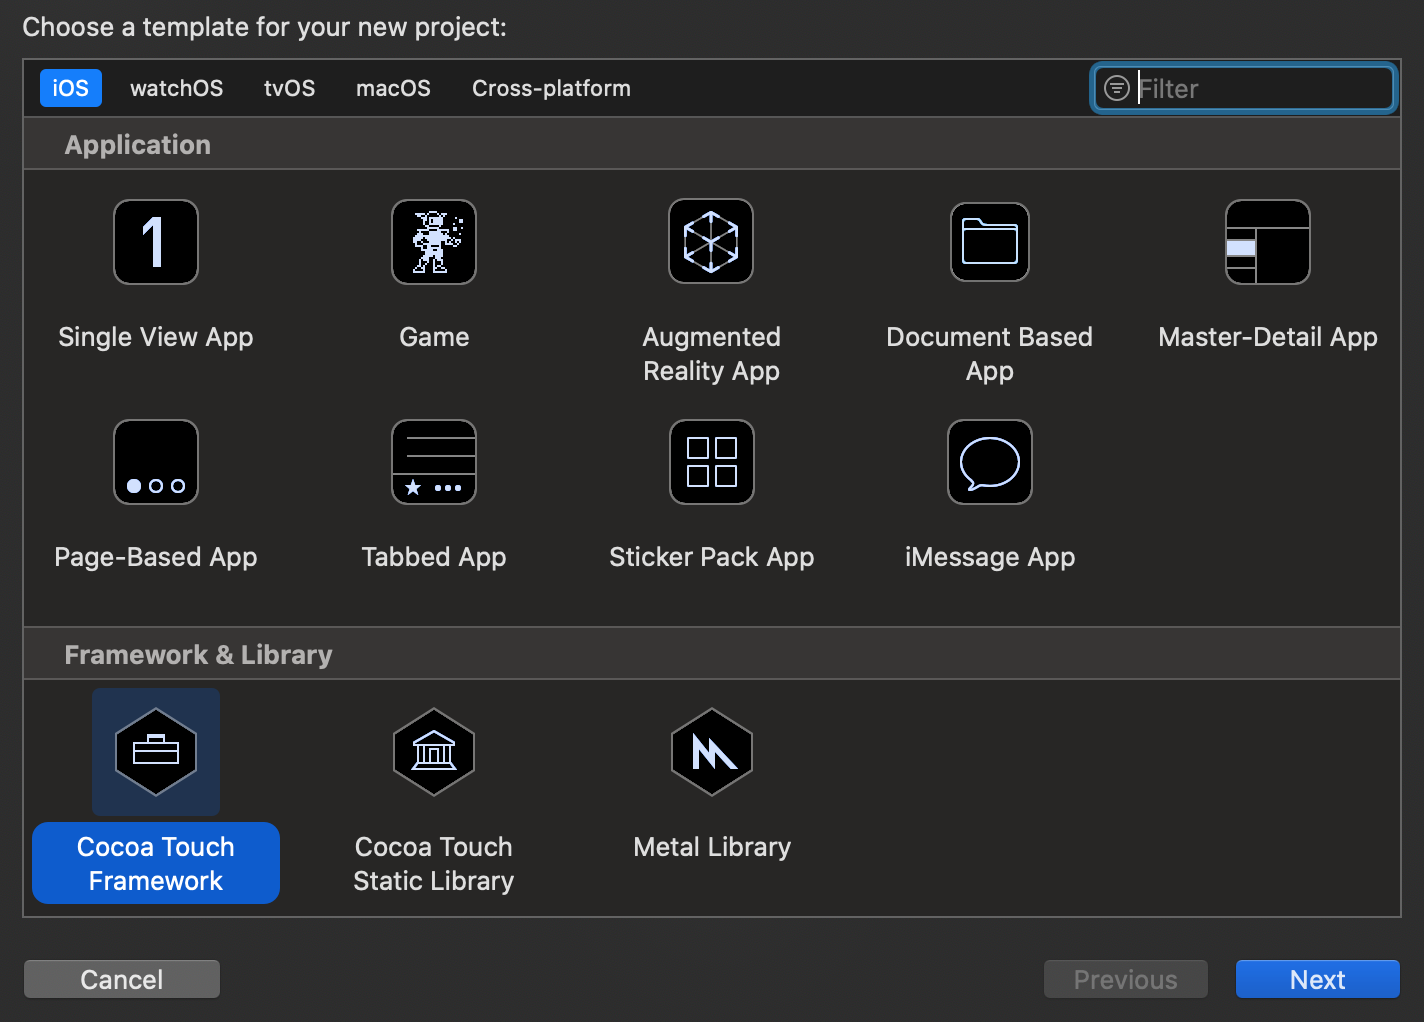 Choose a template for your new project:
iOS watchOS tvOS macOS Cross-platform Filter
Application
1
Single View App Game Augmented Reality App Document Based App Master-Detail App
Page-Based App Tabbed App Sticker Pack App iMessage App
Framework & Library
Cocoa Touch Framework Cocoa Touch Static Library Metal Library
Cancel Previous Next